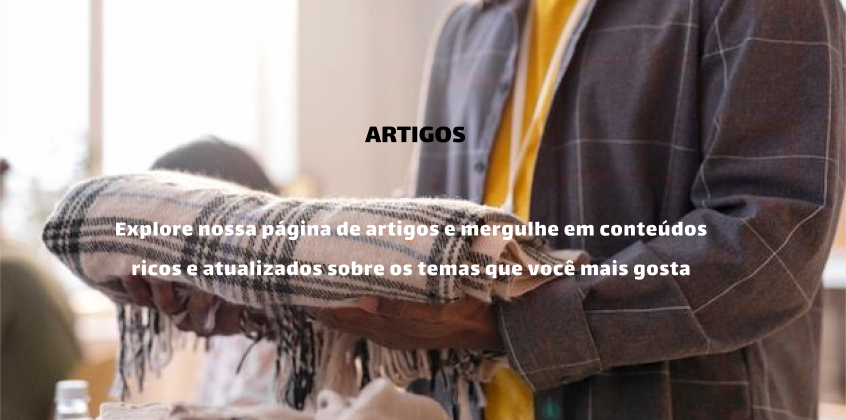 ARTIGOS
Explore nossa página de artigos e mergulhe em conteúdos
ricos e atualizados sobre os temas que você mais gosta